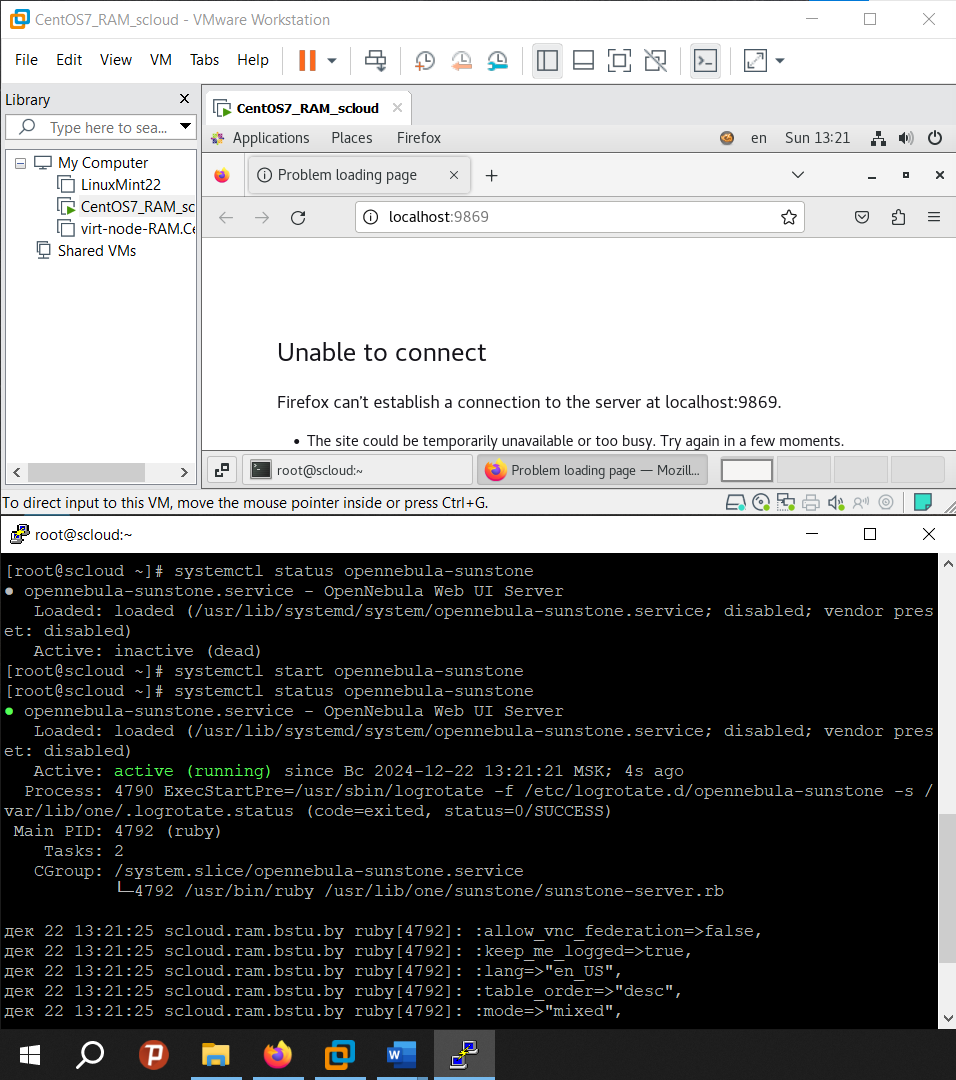 CentOS7_RAM_scloud - VMware Workstation
File Edit View VM Tabs Help
Library
Type here to sea...
My Computer
LinuxMint22
CentOS7_RAM_sc
virt-node-RAM.Ce
Shared VMs
CentOS7_RAM_scloud
Applications Places Firefox en Sun 13:21
Problem loading page
localhost:9869
Unable to connect
Firefox can't establish a connection to the server at localhost:9869.
• The site could be temporarily unavailable or too busy. Try again in a few moments.
root@scloud:~ Problem loading page — Mozill...
To direct input to this VM, move the mouse pointer inside or press Ctrl+G.
root@scloud:~
[root@scloud ~]# systemctl status opennebula-sunstone
● opennebula-sunstone.service - OpenNebula Web UI Server
Loaded: loaded (/usr/lib/systemd/system/opennebula-sunstone.service; disabled; vendor pres
et: disabled)
Active: inactive (dead)
[root@scloud ~]# systemctl start opennebula-sunstone
[root@scloud ~]# systemctl status opennebula-sunstone
● opennebula-sunstone.service - OpenNebula Web UI Server
Loaded: loaded (/usr/lib/systemd/system/opennebula-sunstone.service; disabled; vendor pres
et: disabled)
Active: active (running) since Вс 2024-12-22 13:21:21 MSK; 4s ago
Process: 4790 ExecStartPre=/usr/sbin/logrotate -f /etc/logrotate.d/opennebula-sunstone -s /
var/lib/one/.logrotate.status (code=exited, status=0/SUCCESS)
Main PID: 4792 (ruby)
Tasks: 2
CGroup: /system.slice/opennebula-sunstone.service
└─4792 /usr/bin/ruby /usr/lib/one/sunstone/sunstone-server.rb
дек 22 13:21:25 scloud.ram.bstu.by ruby[4792]: :allow_vnc_federation=>false,
дек 22 13:21:25 scloud.ram.bstu.by ruby[4792]: :keep_me_logged=>true,
дек 22 13:21:25 scloud.ram.bstu.by ruby[4792]: :lang=>"en_US",
дек 22 13:21:25 scloud.ram.bstu.by ruby[4792]: :table_order=>"desc",
дек 22 13:21:25 scloud.ram.bstu.by ruby[4792]: :mode=>"mixed",